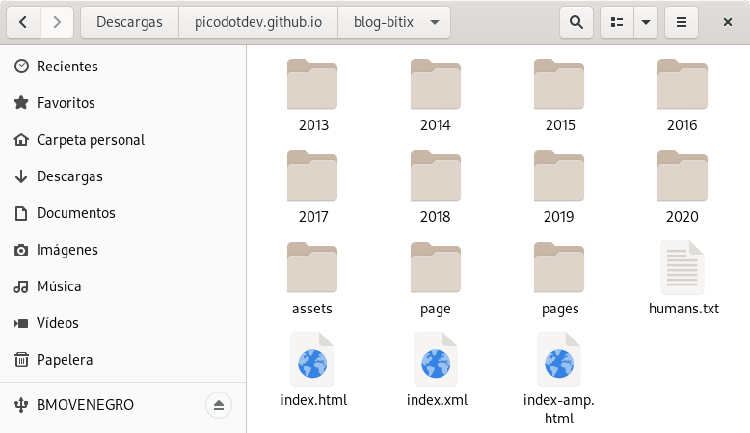 Descargas picodotdev.github.io blog-bitix
Recientes
Favoritos
Carpeta personal
Descargas
Documentos
Imágenes
Música
Vídeos
Papelera
BMOVENEGRO
2013 2014 2015 2016
2017 2018 2019 2020
assets page pages humans.txt
index.html index.xml index-amp.
html